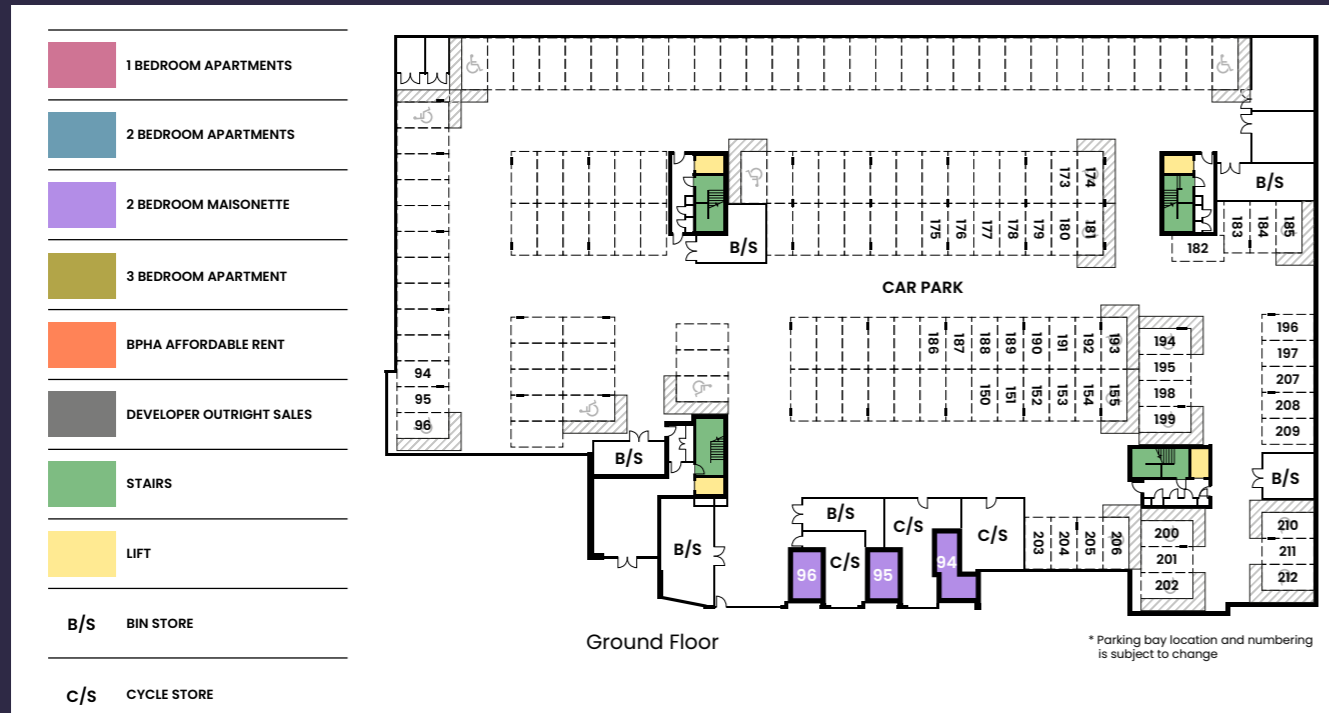 1 BEDROOM APARTMENTS
2 BEDROOM APARTMENTS
2 BEDROOM MAISONETTE
3 BEDROOM APARTMENT
BPHA AFFORDABLE RENT
DEVELOPER OUTRIGHT SALES
STAIRS
LIFT
B/S BIN STORE
C/S CYCLE STORE
173 174
B/S
175 176 177 178 179 180 181
183 184 185
182
B/S
CAR PARK
186 187 188 189 190 191 192 193
194
195
198
199
196
197
207
208
209
94
95
96
150 151 152 153 154 155
B/S
B/S
B/S
B/S
C/S
C/S
C/S
203 204 205 206
200
201
202
210
211
212
96
95
94
Ground Floor
* Parking bay location and numbering
is subject to change